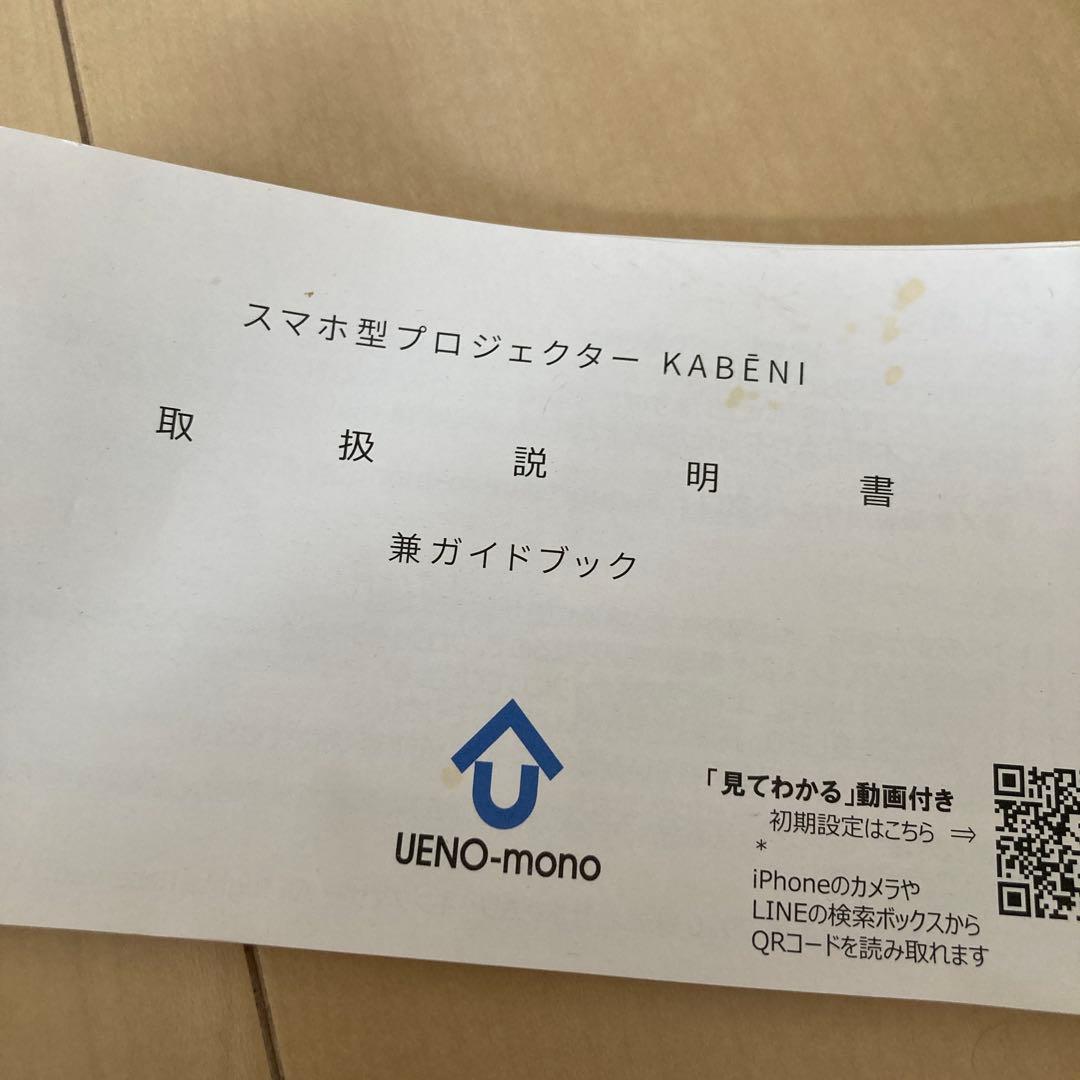 スマホ型プロジェクター KABĒNI
取扱説明書
兼ガイドブック
U
UENO-mono
「見てわかる」動画付き
初期設定はこちら ⇒
*
iPhoneのカメラや
LINEの検索ボックスから
QRコードを読み取れます